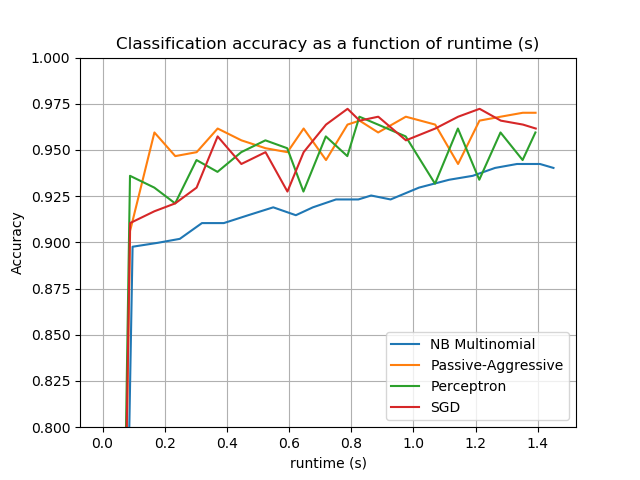 Classification accuracy as a function of runtime (s)
1.000
0.975
0.950
0.925
0.900
0.875
0.850
0.825
0.800
Accuracy
NB Multinomial
Passive-Aggressive
Perceptron
SGD
0.0 0.2 0.4 0.6 0.8 1.0 1.2 1.4
runtime (s)